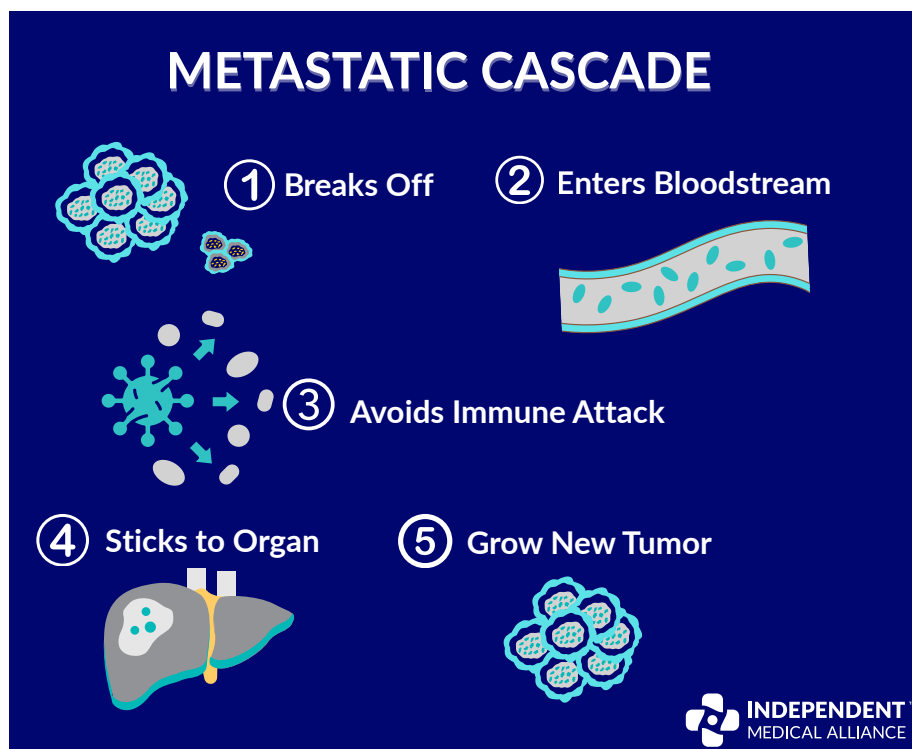 METASTATIC CASCADE
1 Breaks Off
2 Enters Bloodstream
3 Avoids Immune Attack
4 Sticks to Organ
5 Grow New Tumor
INDEPENDENT
MEDICAL ALLIANCE